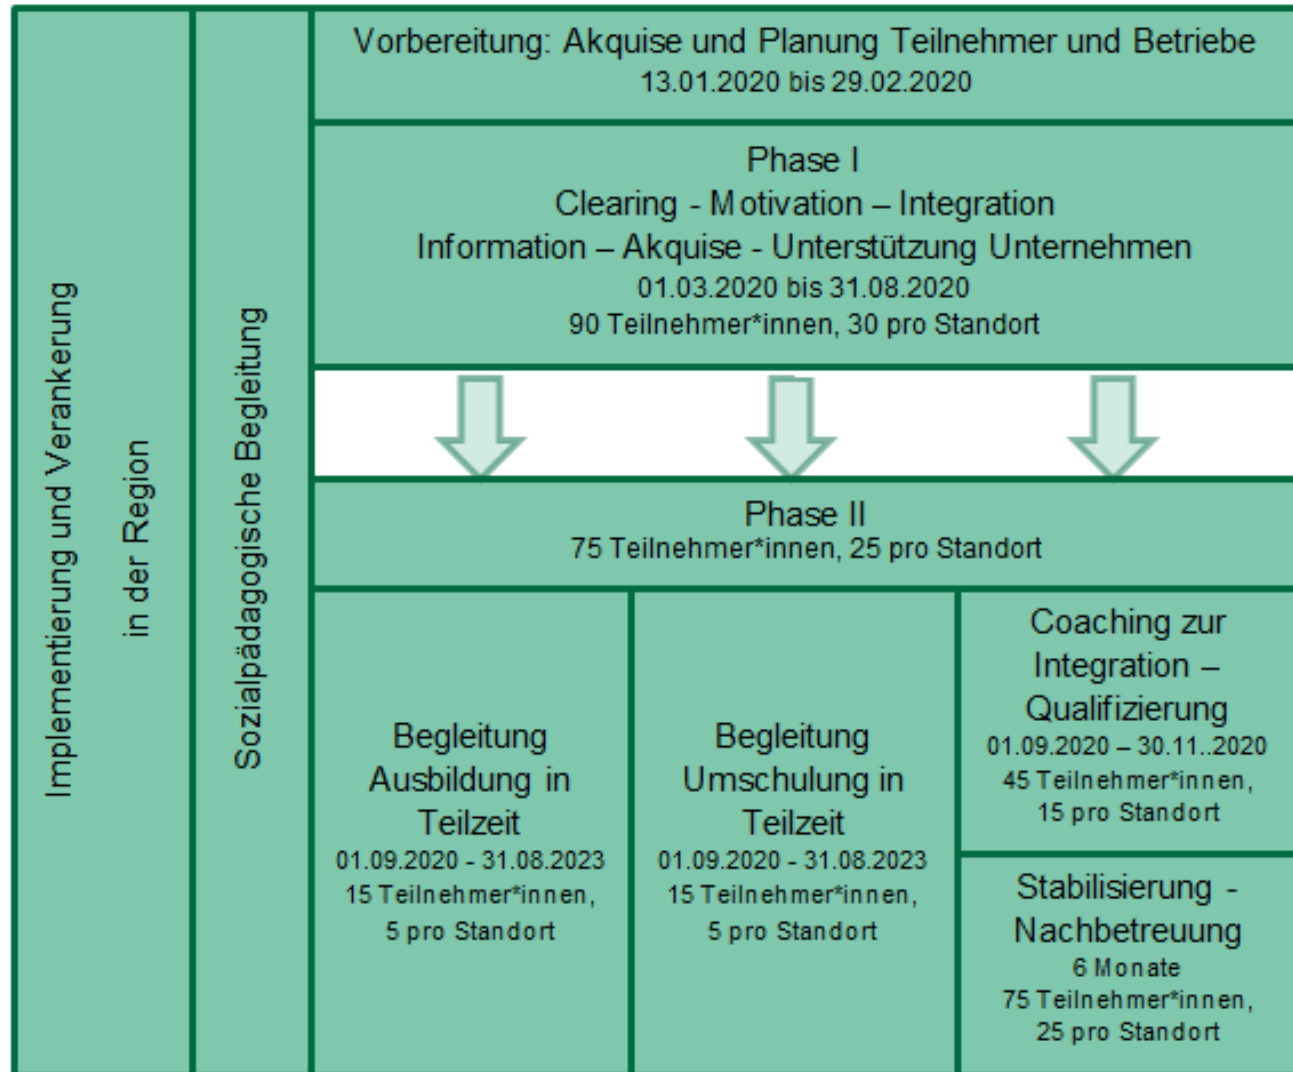 Implementierung und Verankerung
in der Region
Sozialpädagogische Begleitung
Vorbereitung: Akquise und Planung Teilnehmer und Betriebe
13.01.2020 bis 29.02.2020
Phase I
Clearing - Motivation – Integration
Information – Akquise - Unterstützung Unternehmen
01.03.2020 bis 31.08.2020
90 Teilnehmer*innen, 30 pro Standort
Phase II
75 Teilnehmer*innen, 25 pro Standort
Begleitung
Ausbildung in
Teilzeit
01.09.2020 - 31.08.2023
15 Teilnehmer*innen,
5 pro Standort
Begleitung
Umschulung in
Teilzeit
01.09.2020 - 31.08.2023
15 Teilnehmer*innen,
5 pro Standort
Coaching zur
Integration –
Qualifizierung
01.09.2020 – 30.11..2020
45 Teilnehmer*innen,
15 pro Standort
Stabilisierung -
Nachbetreuung
6 Monate
75 Teilnehmer*innen,
25 pro Standort